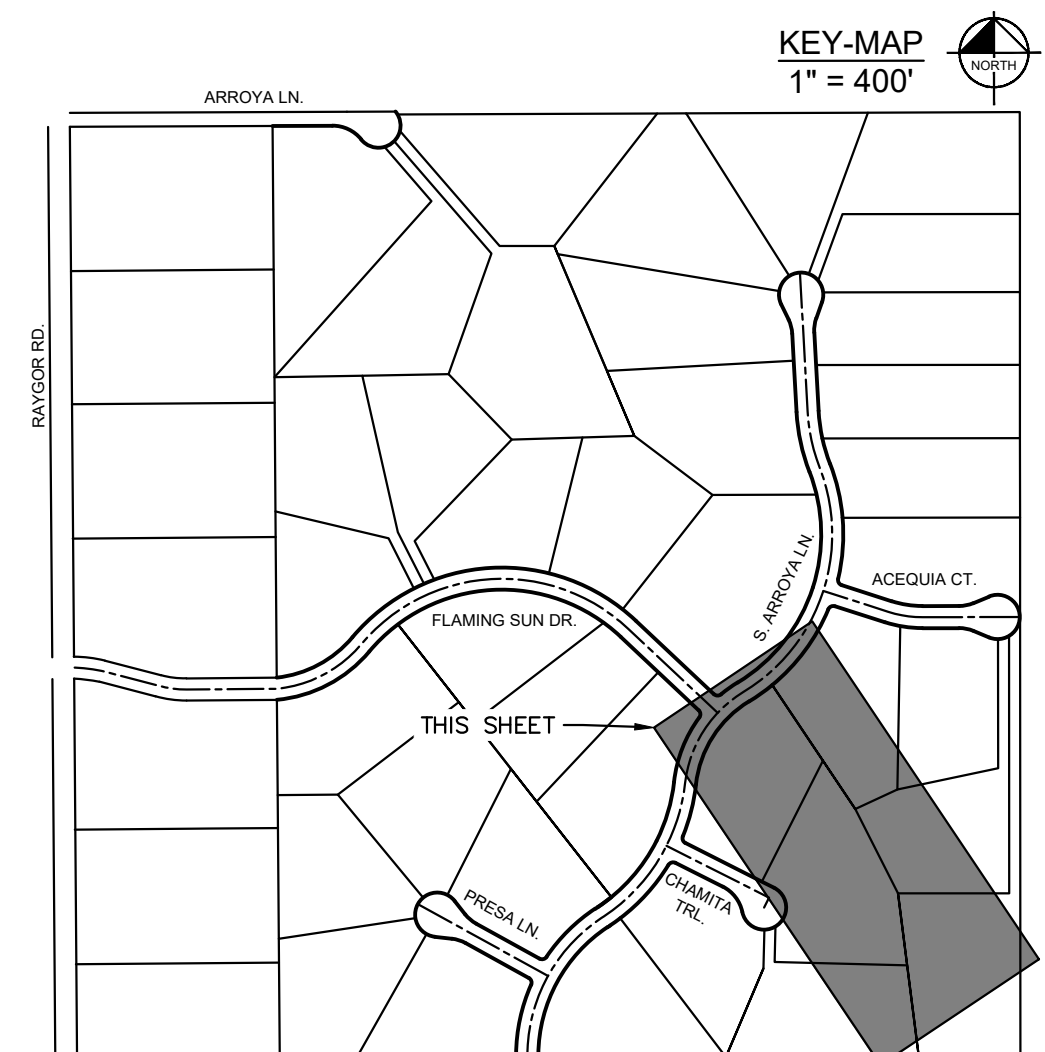 KEY-MAP
1" = 400'
NORTH
ARROYA LN.
RAYGOR RD.
S. ARROYA LN.
ACEQUIA CT.
FLAMING SUN DR.
THIS SHEET
CHAMITA
TRL.
PRESA LN.